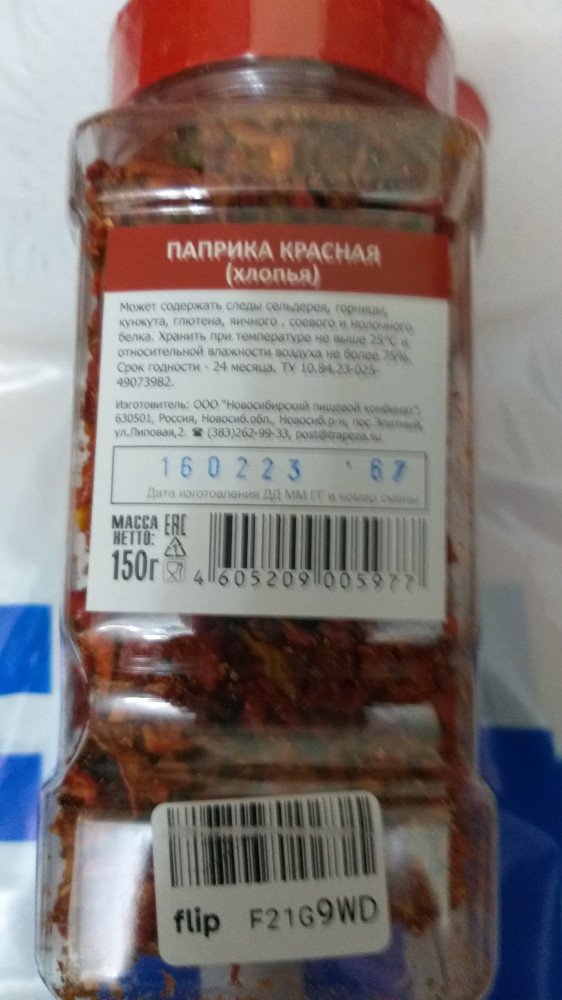 ПАПРИКА КРАСНАЯ
(хлопья)
Может содержать следы сельдерея, горчицы,
кунжута, глютена, яичного , соевого и молочного
белка. Хранить при температуре не выше 25°С и
относительной влажности воздуха не более 75%.
Срок годности - 24 месяца. ТУ 10.84.23-025-
49073982.
Изготовитель: ООО "Новосибирский пищевой комбинат",
630501, Россия, Новосиб.обл., Новосиб.р-н, пос.Элитный,
ул.Липовая,2. ☎ (383)262-99-33, post@trapeza.su
160223 67
Дата изготовления ДД ММ ГГ и номер смены
МАССА
НЕТТО:
150г
EAC
1
4 605209 005977
flip F21G9WD